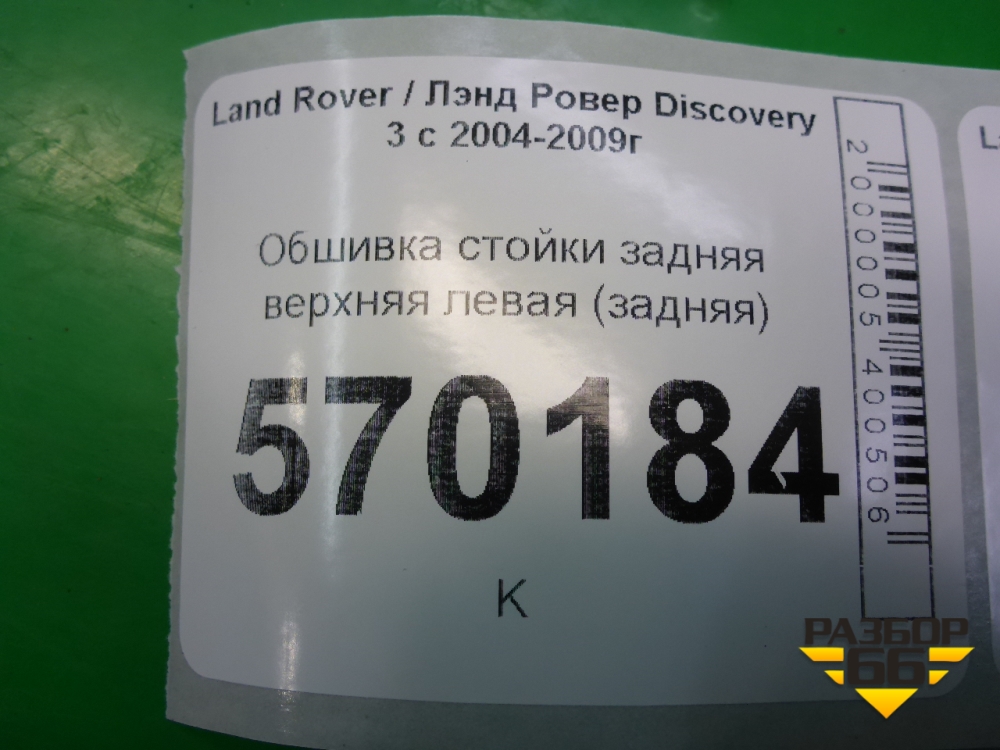 Land Rover / Лэнд Ровер Discovery
3 с 2004-2009г
Обшивка стойки задняя
верхняя левая (задняя)
570184
К
2000005400506
РАЗБОР
66
L